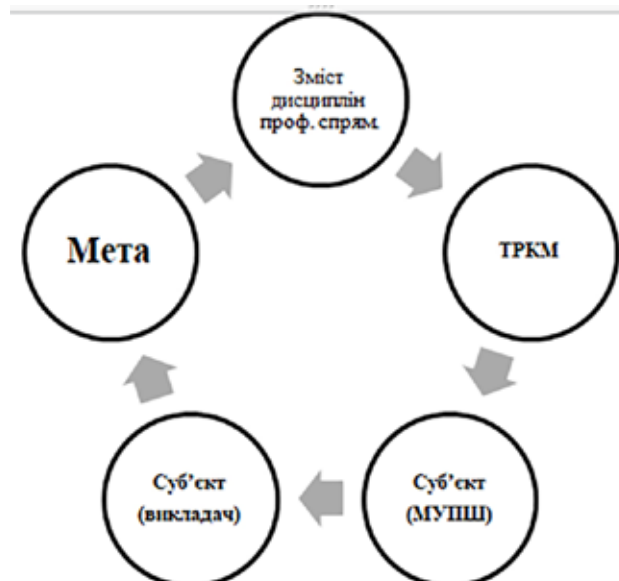 Зміст
дисциплін
проф. спрям.
Мета
ТРКМ
Суб’єкт
(викладач)
Суб’єкт
(МУПШ)